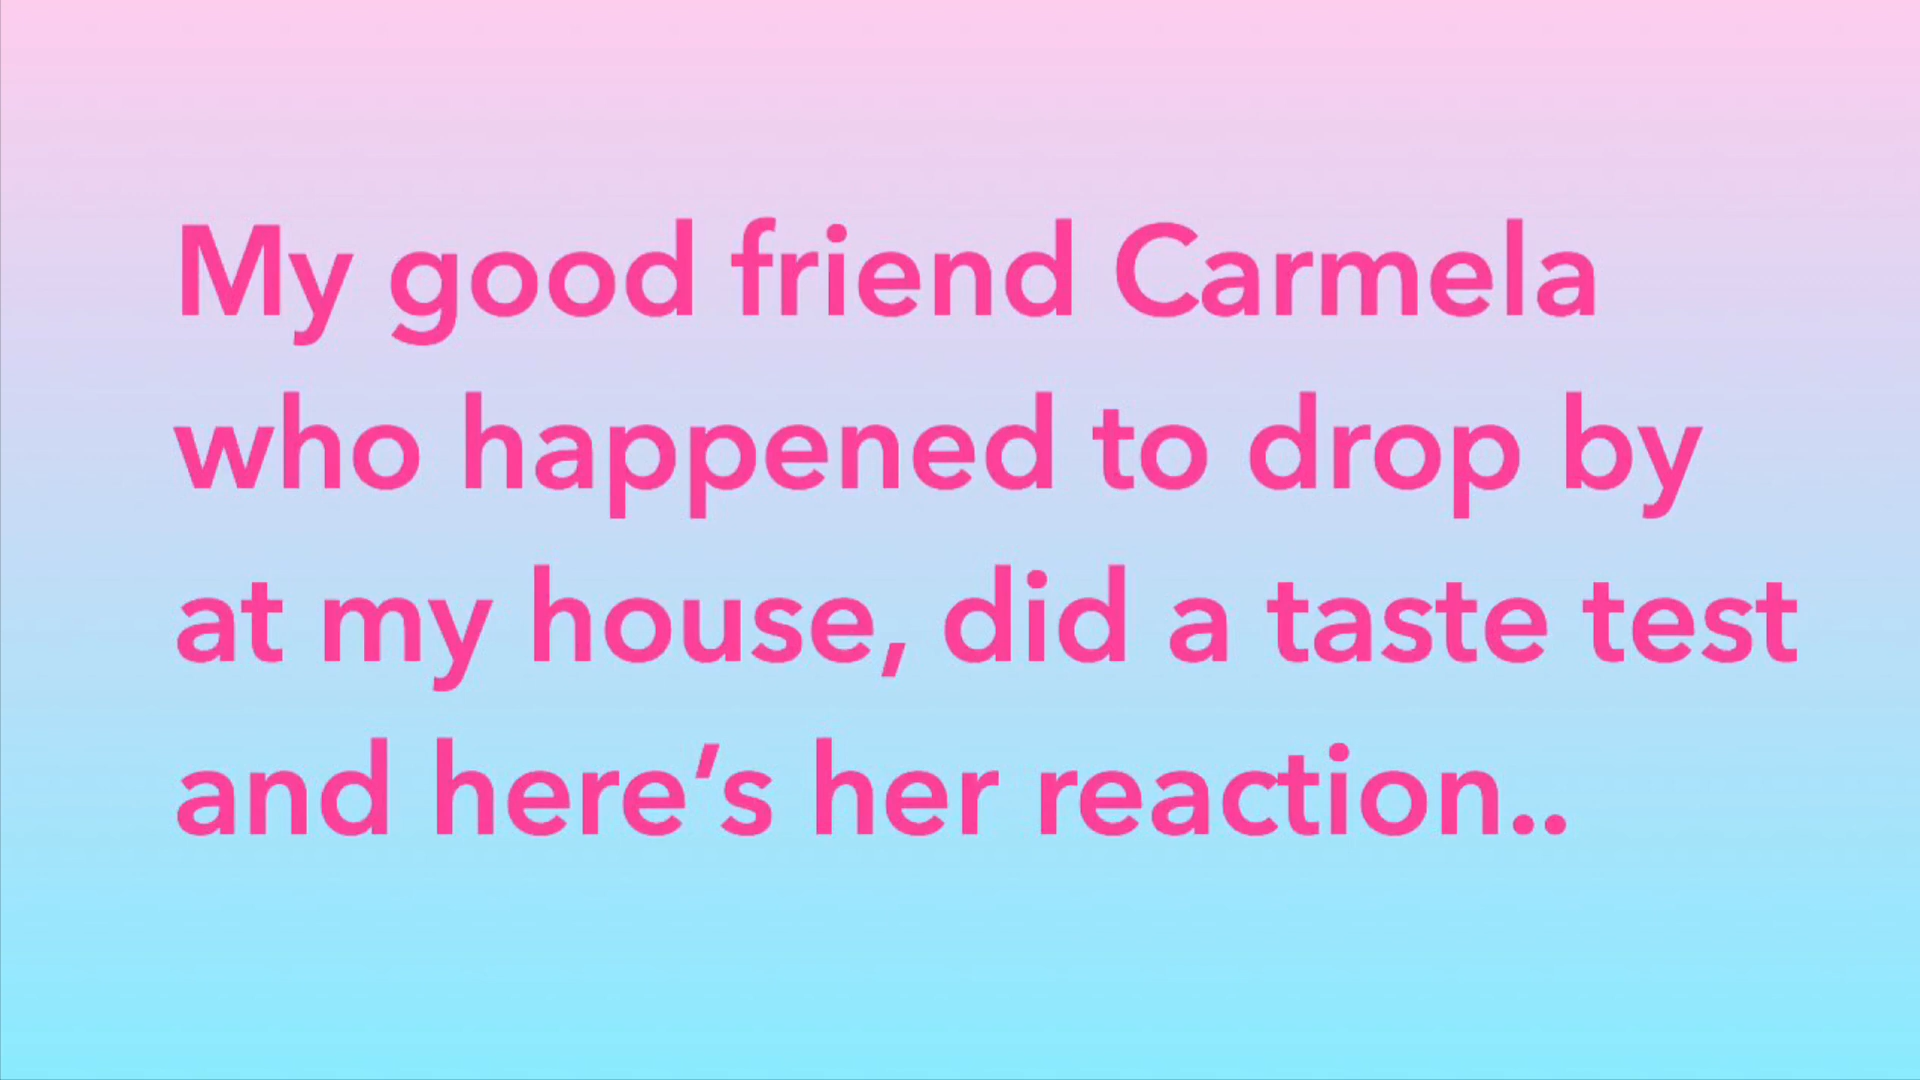 My good friend Carmela
who happened to drop by
at my house, did a taste test
and here’s her reaction..